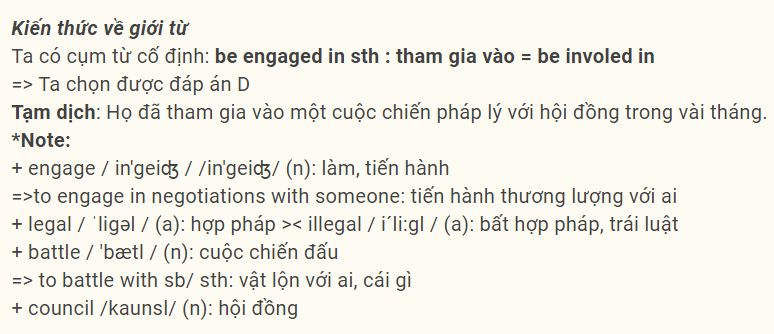 Kiến thức về giới từ
Ta có cụm từ cố định: be engaged in sth : tham gia vào = be involed in
=> Ta chọn được đáp án D
Tạm dịch: Họ đã tham gia vào một cuộc chiến pháp lý với hội đồng trong vài tháng.
*Note:
+ engage / in'geiʤ / /in'geiʤ/ (n): làm, tiến hành
=>to engage in negotiations with someone: tiến hành thương lượng với ai
+ legal / ˈligəl / (a): hợp pháp >< illegal / i´li:gl / (a): bất hợp pháp, trái luật
+ battle / 'bætl / (n): cuộc chiến đấu
=> to battle with sb/ sth: vật lộn với ai, cái gì
+ council /kaunsl/ (n): hội đồng